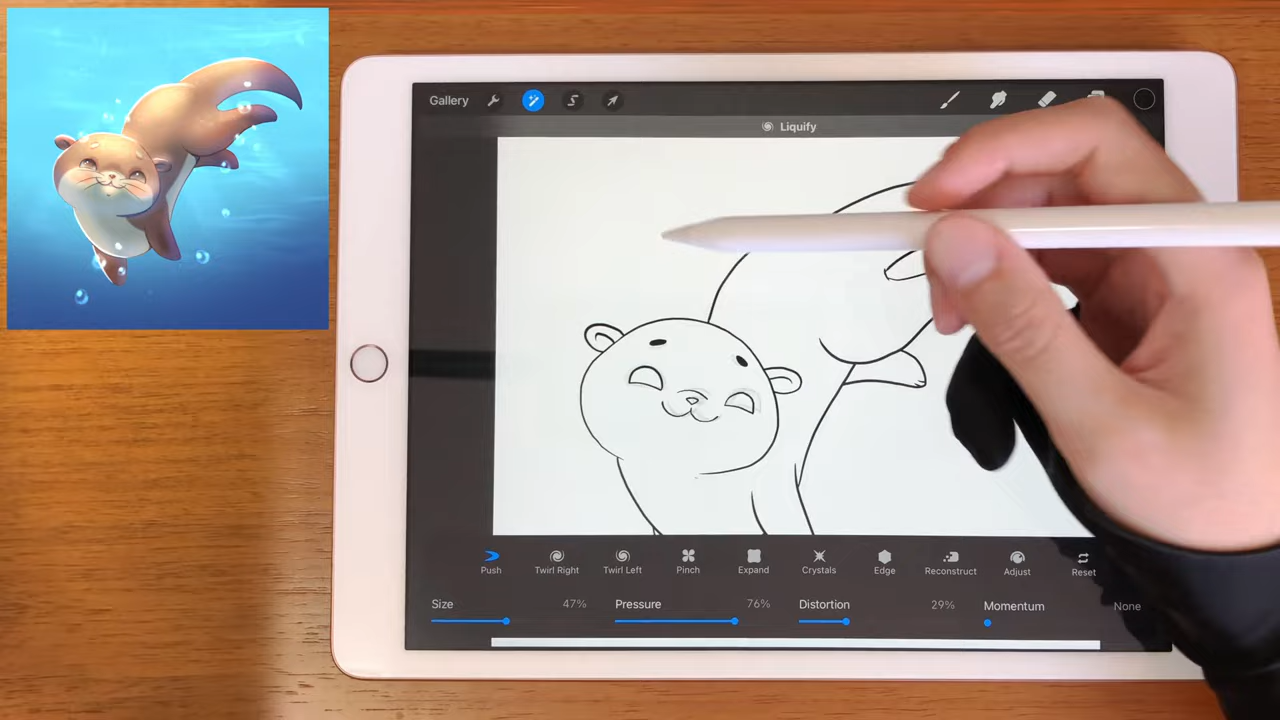 Gallery
Liquify
Push Twirl Right Twirl Left Pinch Expand Crystals Edge Reconstruct Adjust Reset
Size 47% Pressure 76% Distortion 29% Momentum None